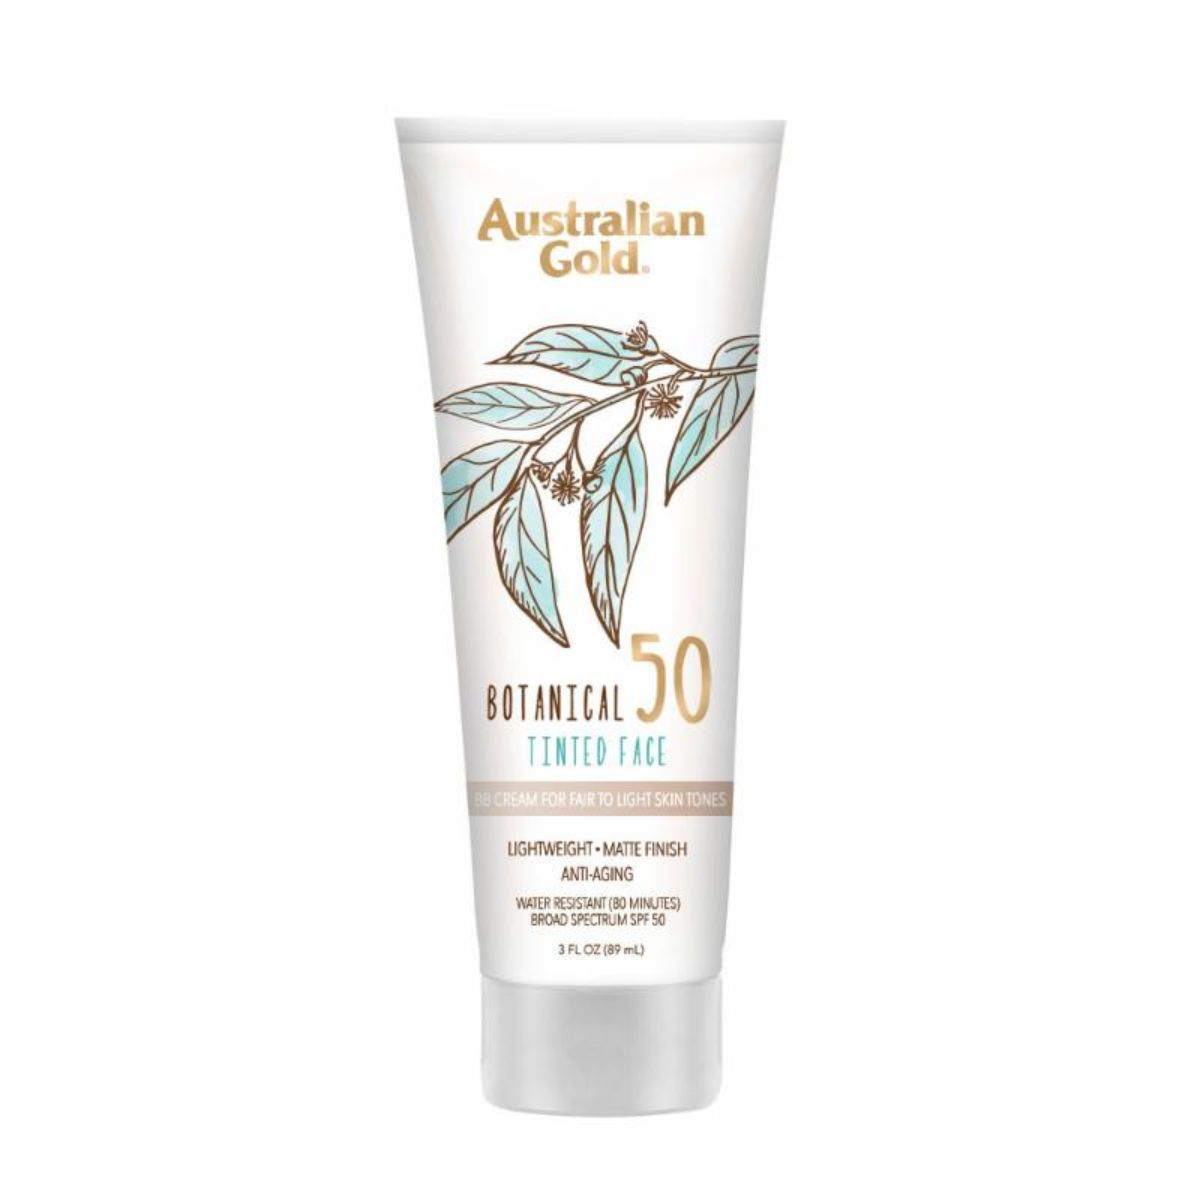 Australian
Gold®
BOTANICAL 50
TINTED FACE
BB CREAM FOR FAIR TO LIGHT SKIN TONES
LIGHTWEIGHT • MATTE FINISH
ANTI-AGING
WATER RESISTANT (80 MINUTES)
BROAD SPECTRUM SPF 50
3 FL OZ (89 mL)